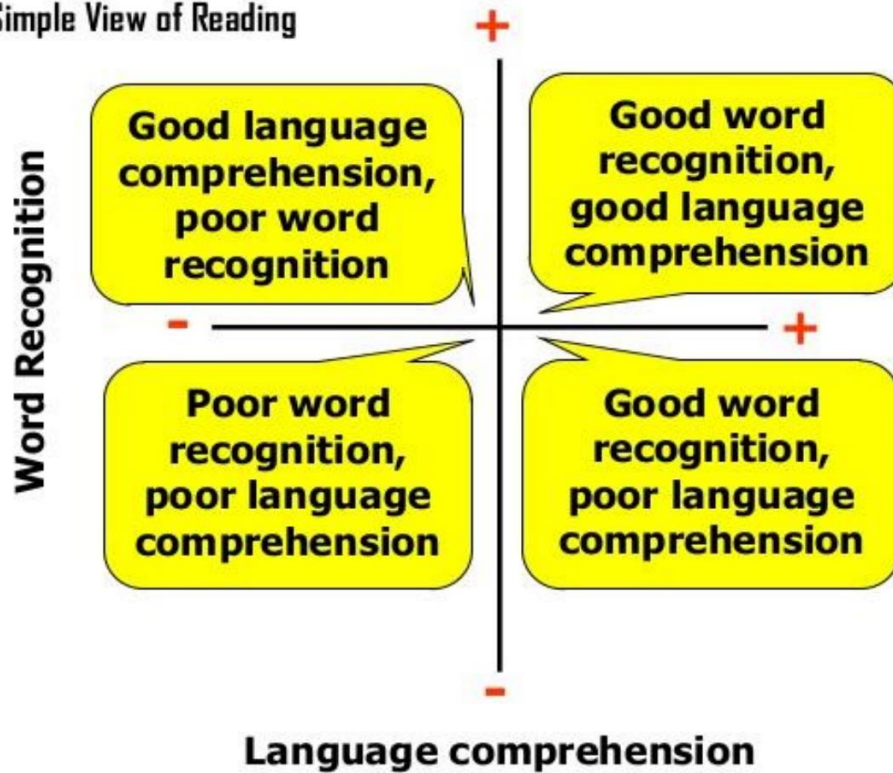 Simple View of Reading
+
Good language
comprehension,
poor word
recognition
Good word
recognition,
good language
comprehension
Word Recognition
-
+
Poor word
recognition,
poor language
comprehension
Good word
recognition,
poor language
comprehension
-
Language comprehension